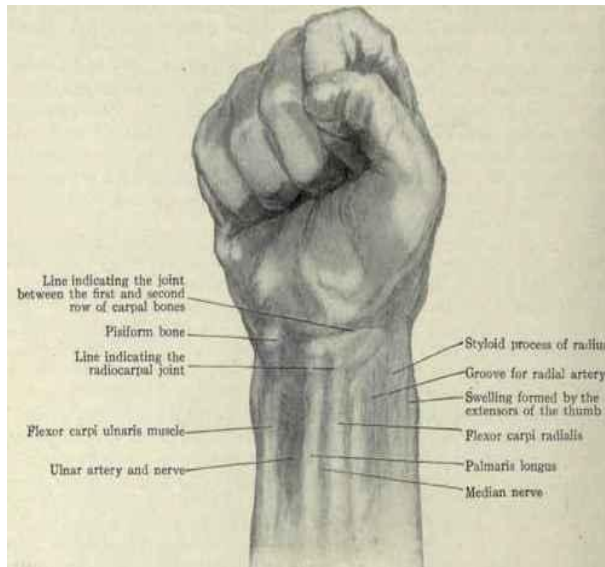 Line indicating the joint
between the first and second
row of carpal bones
Pisiform bone
Line indicating the
radiocarpal joint
Flexor carpi ulnaris muscle
Ulnar artery and nerve
Styloid process of radius
Groove for radial artery
Swelling formed by the
extensors of the thumb
Flexor carpi radialis
Palmaris longus
Median nerve